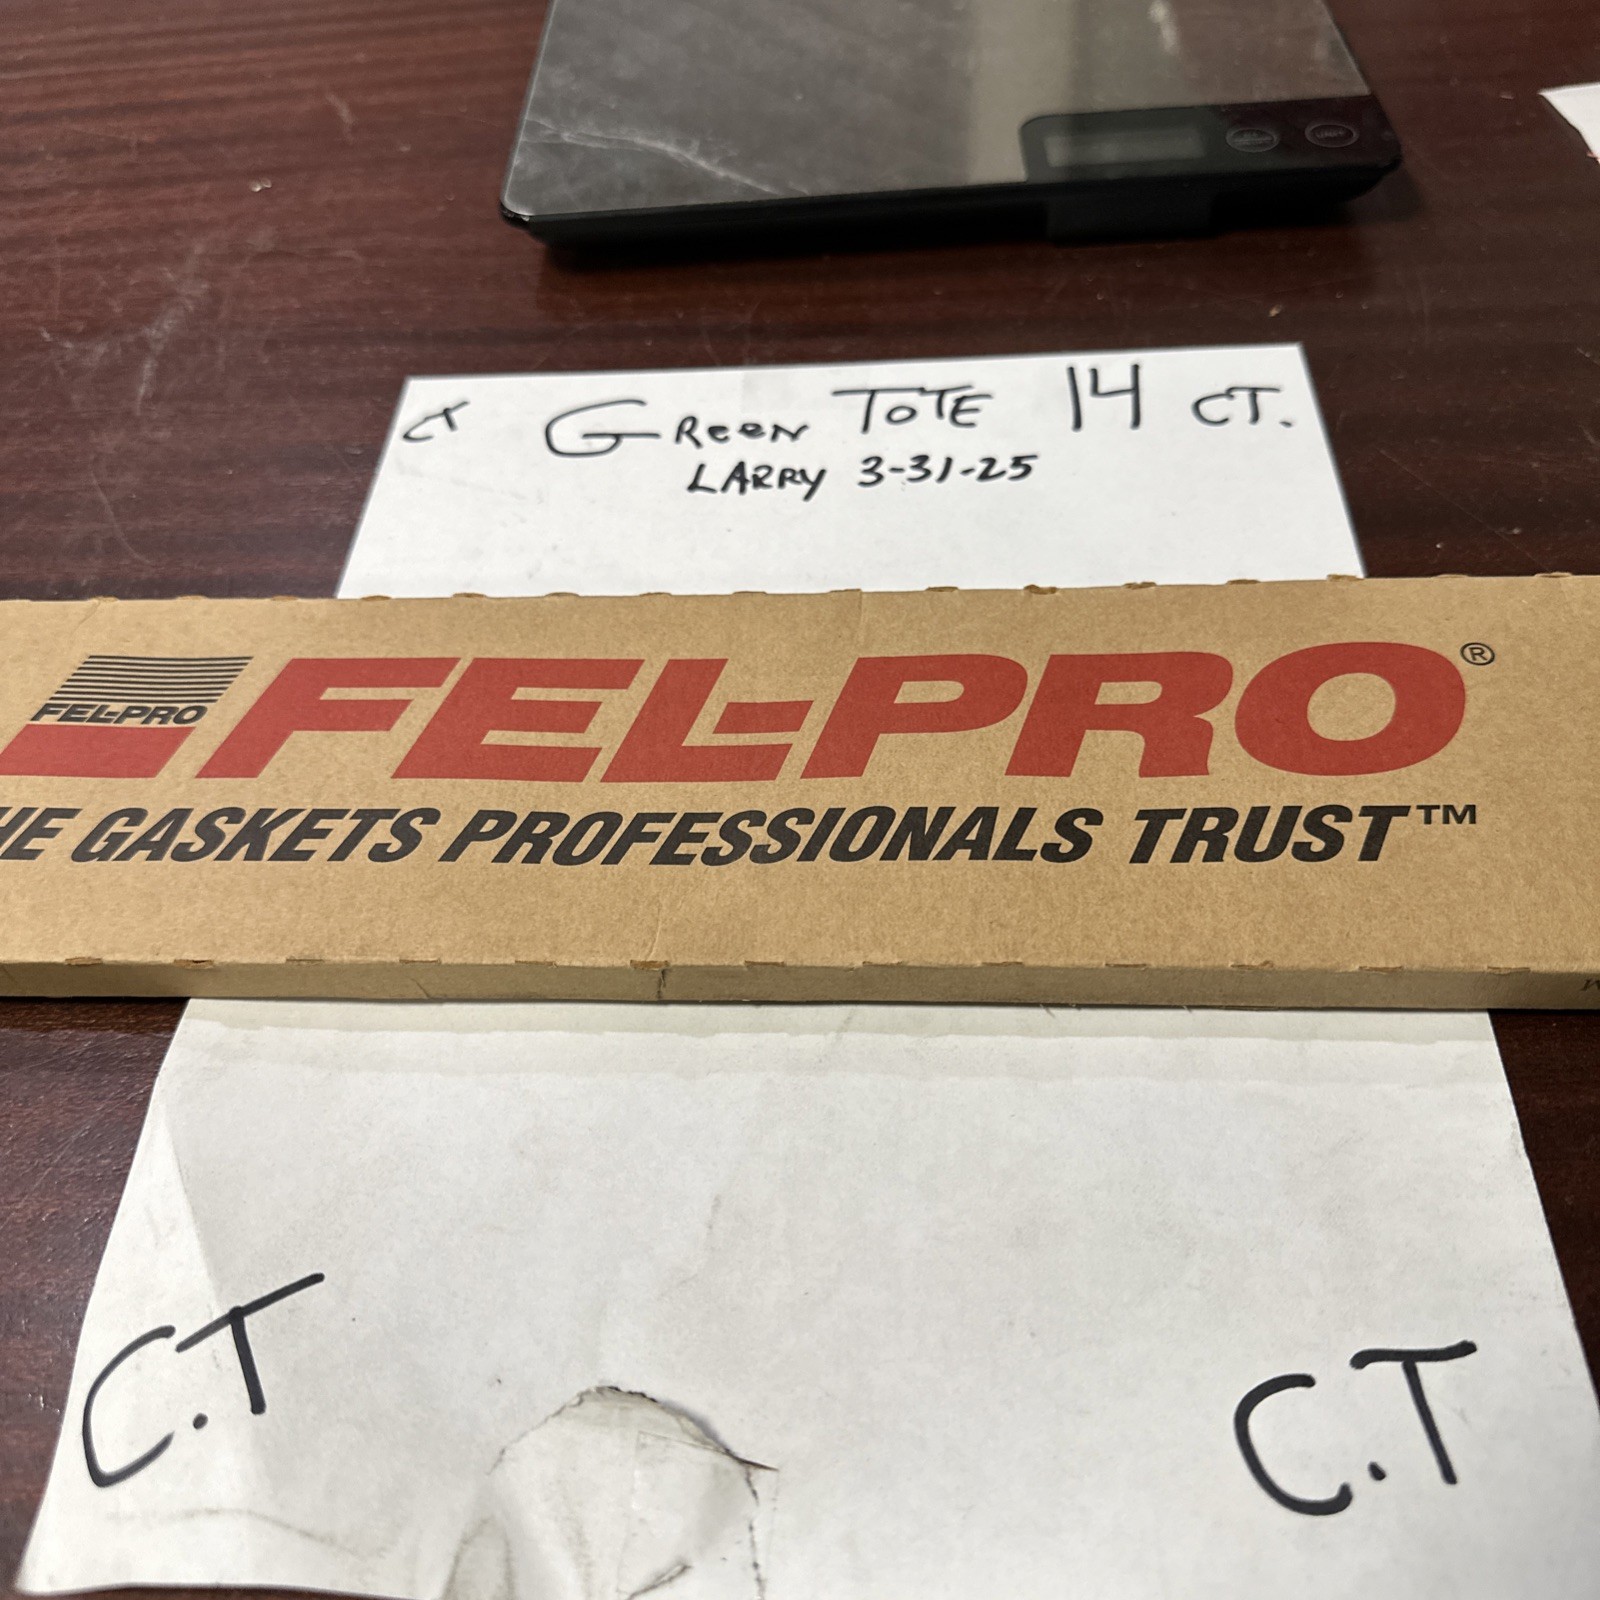 CT Green TOTE 14 CT.
LARRY 3-31-25
FEL-PRO
FEL-PRO®
HE GASKETS PROFESSIONALS TRUST™
C.T
C.T